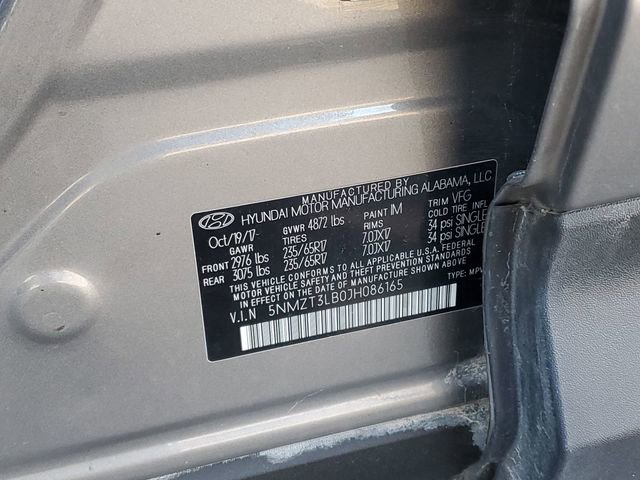 MANUFACTURED BY
HYUNDAI MOTOR MANUFACTURING ALABAMA, LLC
Oct/19/17 GVWR 4872 lbs PAINT IM TRIM VFG
GAWR TIRES RIMS COLD TIRE INFL
FRONT 2976 lbs 235/65R17 7.0JX17 34 psi SINGLE
REAR 3075 lbs 235/65R17 7.0JX17 34 psi SINGLE
THIS VEHICLE CONFORMS TO ALL APPLICABLE U.S.A. FEDERAL
MOTOR VEHICLE SAFETY STANDARDS IN EFFECT ON THE
DATE OF MANUFACTURE SHOWN ABOVE.
V.I.N 5NMZT3LB0JH086165 TYPE: MPV